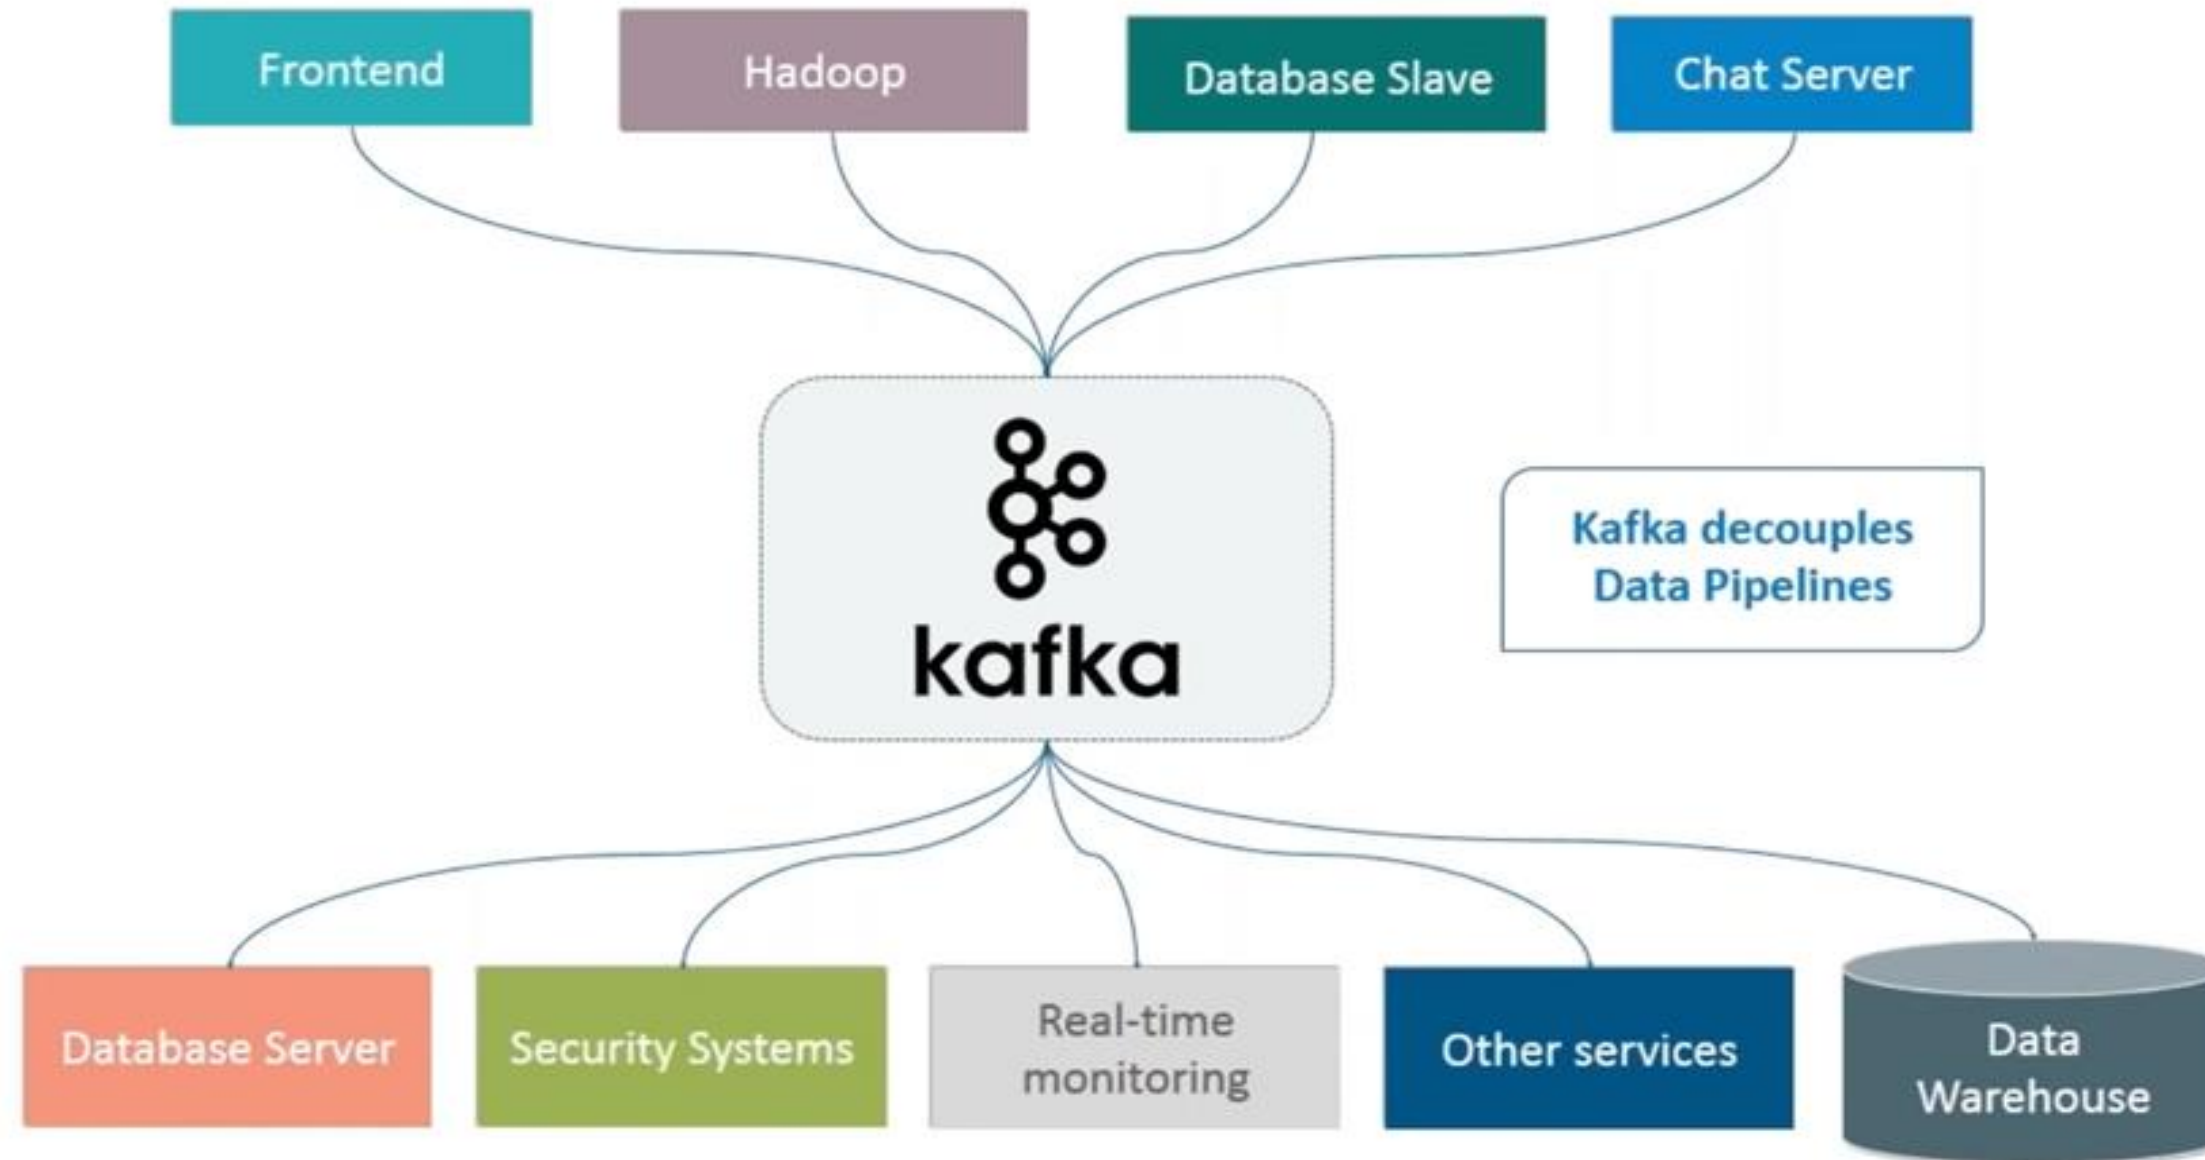 Frontend
Hadoop
Database Slave
Chat Server
kafka
Kafka decouples
Data Pipelines
Database Server
Security Systems
Real-time
monitoring
Other services
Data
Warehouse